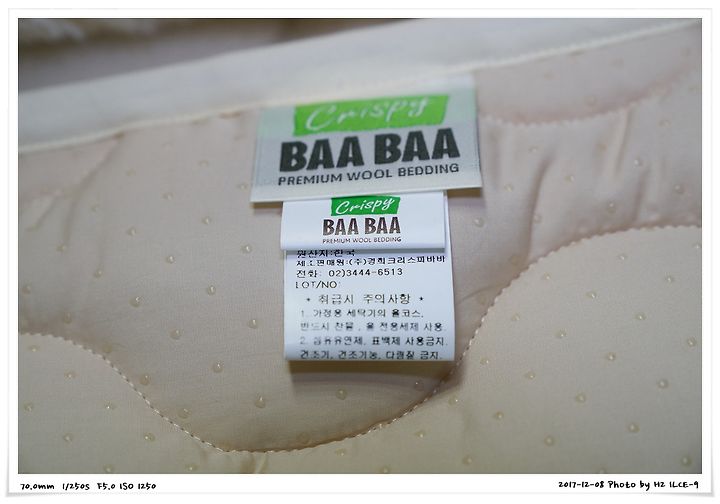 Crispy
BAA BAA
PREMIUM WOOL BEDDING
Crispy
BAA BAA
PREMIUM WOOL BEDDING
원산지:한국
제조판매원:(주)경희크리스피바바
전화: 02)3444-6513
LOT/NO:
* 취급시 주의사항 *
1. 가정용 세탁기의 울코스,
반드시 찬물, 울 전용세제 사용
2. 섬유유연제, 표백제 사용금지.
건조기, 건조기능, 다림질 금지.
70.0mm 1/250s F5.0 ISO 1250
2017-12-08 Photo by H2 ILCE-9